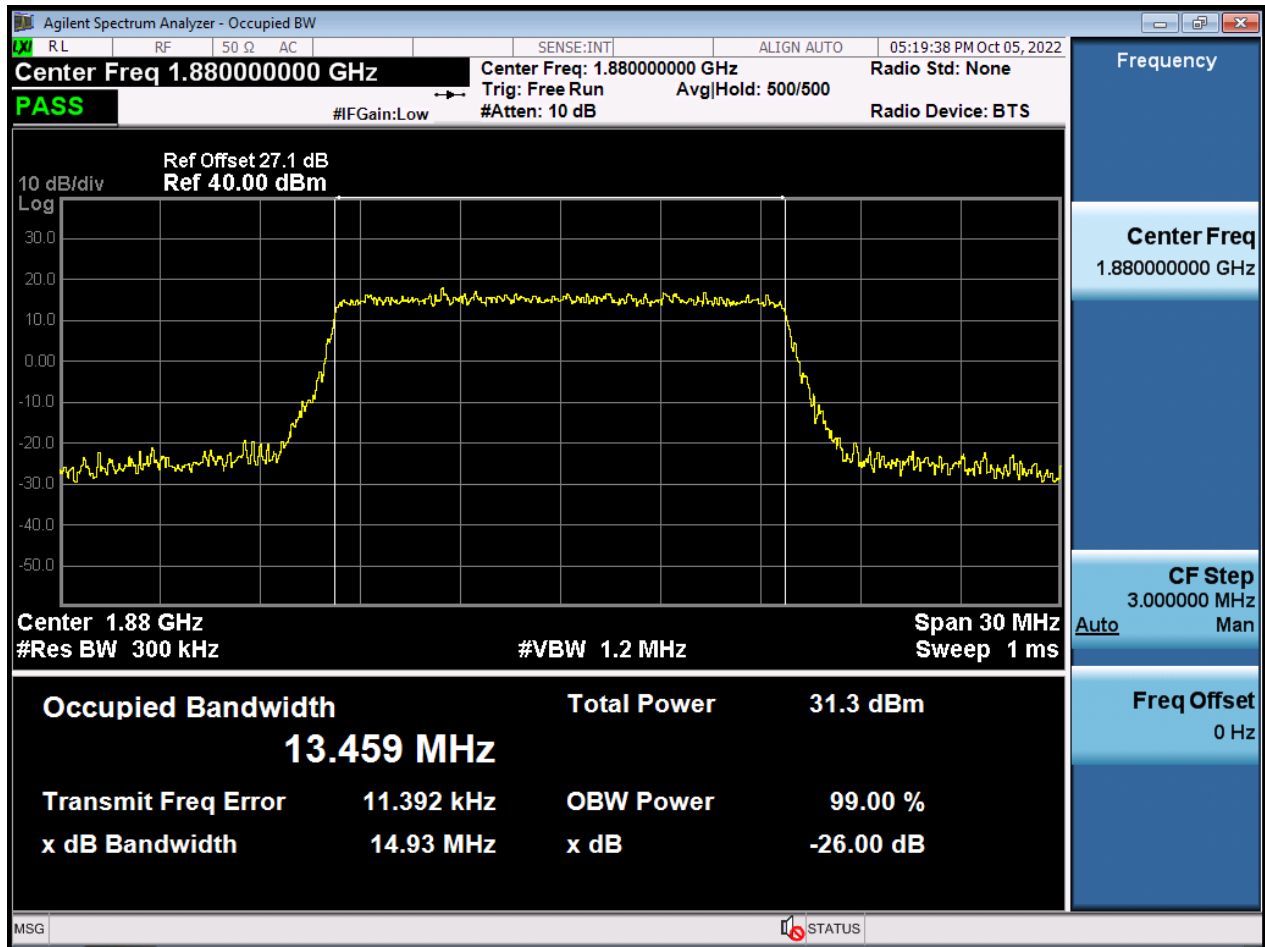 Agilent Spectrum Analyzer - Occupied BW
LXI RL RF 50 Ω AC SENSE:INT ALIGN AUTO 05:19:38 PM Oct 05, 2022
Center Freq 1.880000000 GHz
PASS
#IFGain:Low
Center Freq: 1.880000000 GHz
Trig: Free Run Avg|Hold: 500/500
#Atten: 10 dB
Radio Std: None
Radio Device: BTS
Ref Offset 27.1 dB
10 dB/div Ref 40.00 dBm
Log
30.0
20.0
10.0
0.00
-10.0
-20.0
-30.0
-40.0
-50.0
Center 1.88 GHz Span 30 MHz
#Res BW 300 kHz #VBW 1.2 MHz Sweep 1 ms
Occupied Bandwidth Total Power 31.3 dBm
13.459 MHz
Transmit Freq Error 11.392 kHz OBW Power 99.00 %
x dB Bandwidth 14.93 MHz x dB -26.00 dB
MSG STATUS
Frequency
Center Freq
1.880000000 GHz
CF Step
3.000000 MHz
Auto Man
Freq Offset
0 Hz